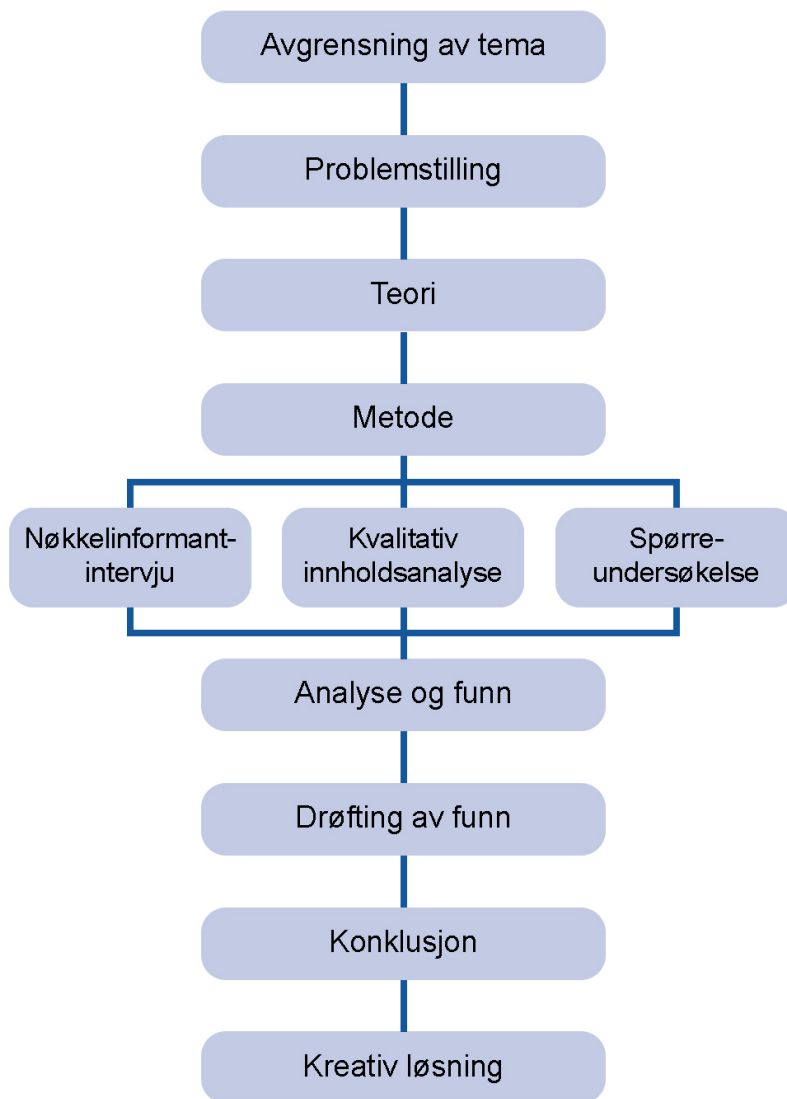 Avgrensning av tema
Problemstilling
Teori
Metode
Nøkkelinformant-
intervju
Kvalitativ
innholdsanalyse
Spørre-
undersøkelse
Analyse og funn
Drøfting av funn
Konklusjon
Kreativ løsning